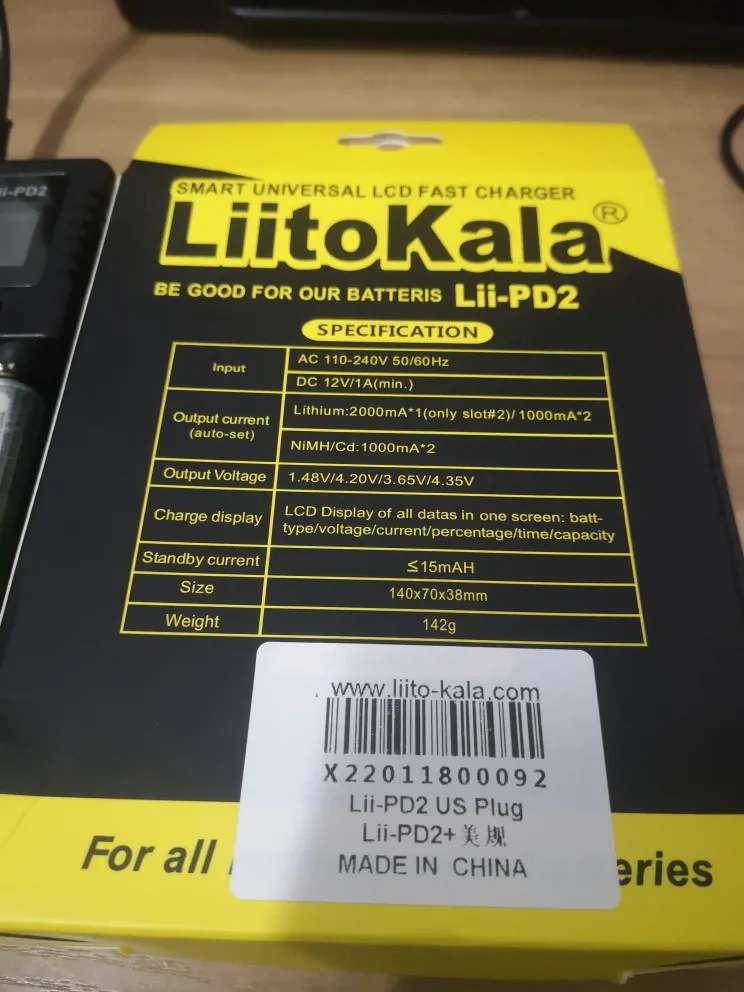 ii-PD2
SMART UNIVERSAL LCD FAST CHARGER
LiitoKala®
BE GOOD FOR OUR BATTERIS Lii-PD2
SPECIFICATION
Input
AC 110-240V 50/60Hz
DC 12V/1A(min.)
Output current
(auto-set)
Lithium:2000mA*1(only slot#2)/ 1000mA*2
NiMH/Cd:1000mA*2
Output Voltage
1.48V/4.20V/3.65V/4.35V
Charge display
LCD Display of all datas in one screen: batt-
type/voltage/current/percentage/time/capacity
Standby current
≤15mAH
Size
140x70x38mm
Weight
142g
www.liito-kala.com
X22011800092
Lii-PD2 US Plug
Lii-PD2+ 美规
MADE IN CHINA
For all
eries